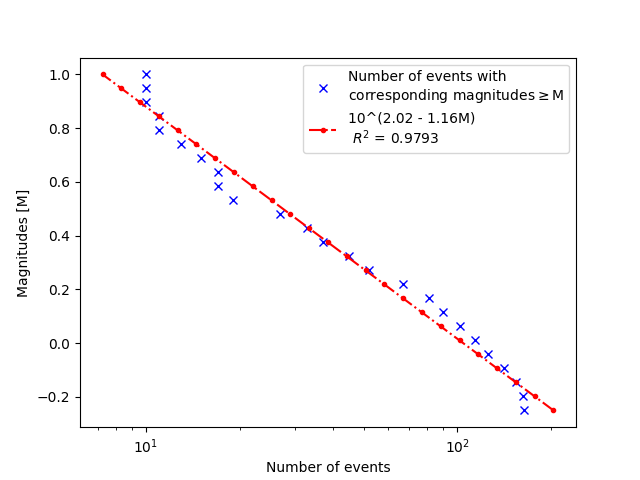 Number of events with
corresponding magnitudes ≥ M
10^(2.02 - 1.16M)
R² = 0.9793
1.0
0.8
0.6
0.4
0.2
0.0
−0.2
Magnitudes [M]
10¹
10²
Number of events